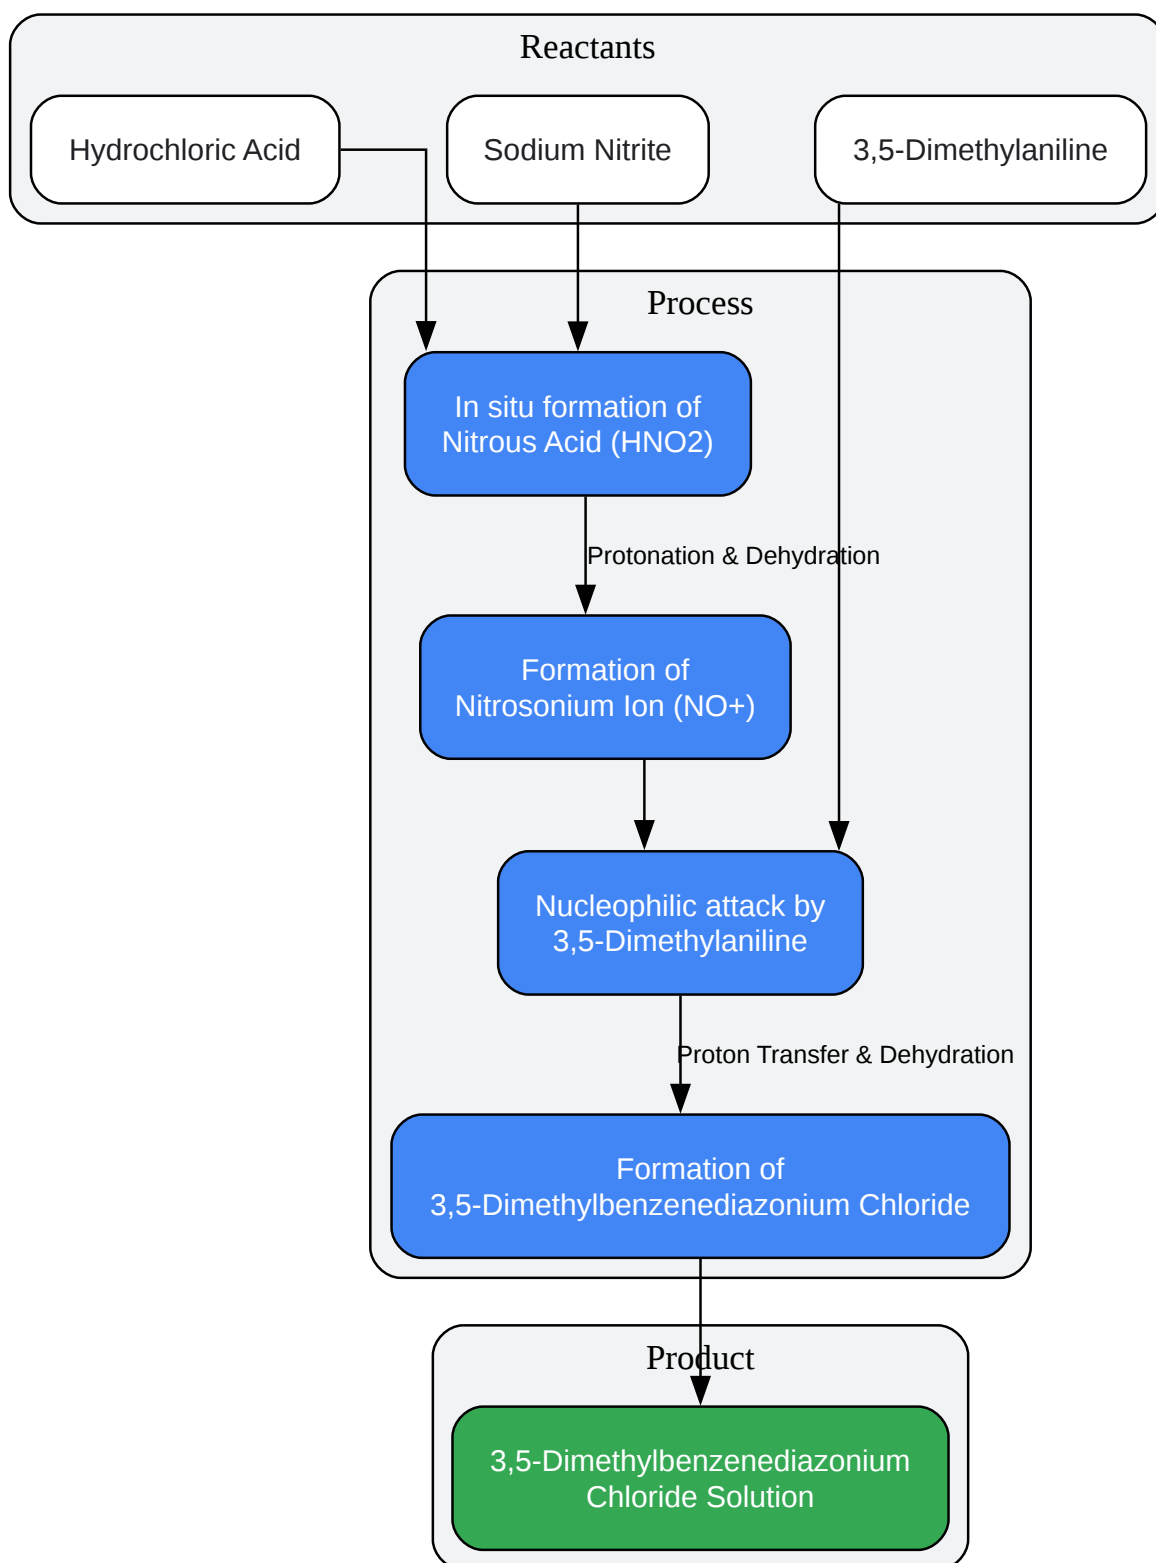 Reactants
Hydrochloric Acid
Sodium Nitrite
3,5-Dimethylaniline
Process
In situ formation of
Nitrous Acid (HNO2)
Protonation & Dehydration
Formation of
Nitrosonium Ion (NO+)
Nucleophilic attack by
3,5-Dimethylaniline
Proton Transfer & Dehydration
Formation of
3,5-Dimethylbenzenediazonium Chloride
Product
3,5-Dimethylbenzenediazonium
Chloride Solution